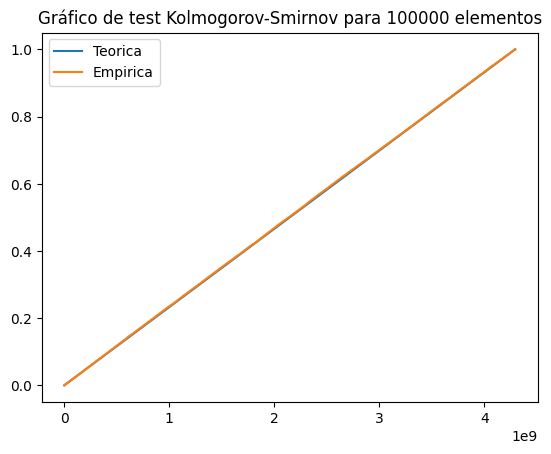 Gráfico de test Kolmogorov-Smirnov para 100000 elementos
Teorica
Empirica
1.0
0.8
0.6
0.4
0.2
0.0
0 1 2 3 4
1e9